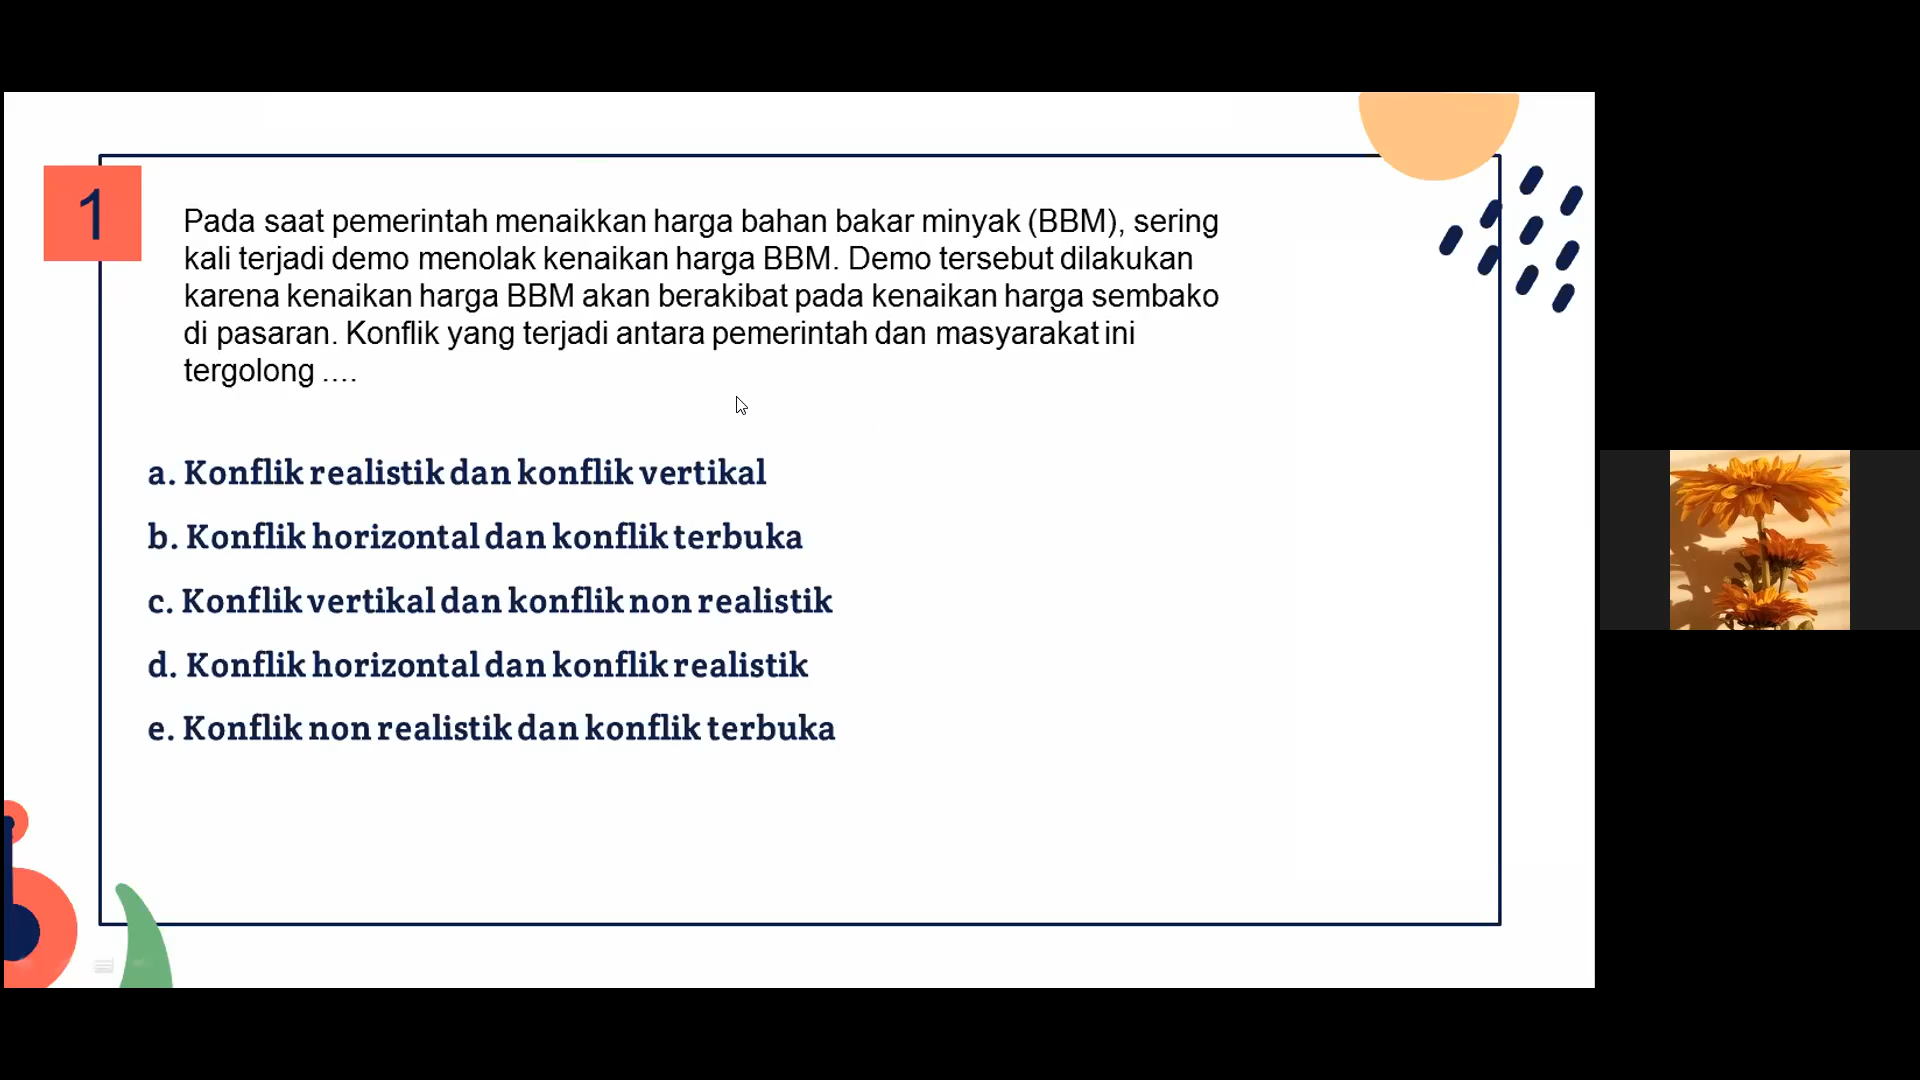 1
Pada saat pemerintah menaikkan harga bahan bakar minyak (BBM), sering
kali terjadi demo menolak kenaikan harga BBM. Demo tersebut dilakukan
karena kenaikan harga BBM akan berakibat pada kenaikan harga sembako
di pasaran. Konflik yang terjadi antara pemerintah dan masyarakat ini
tergolong ....
a. Konflik realistik dan konflik vertikal
b. Konflik horizontal dan konflik terbuka
c. Konflik vertikal dan konflik non realistik
d. Konflik horizontal dan konflik realistik
e. Konflik non realistik dan konflik terbuka